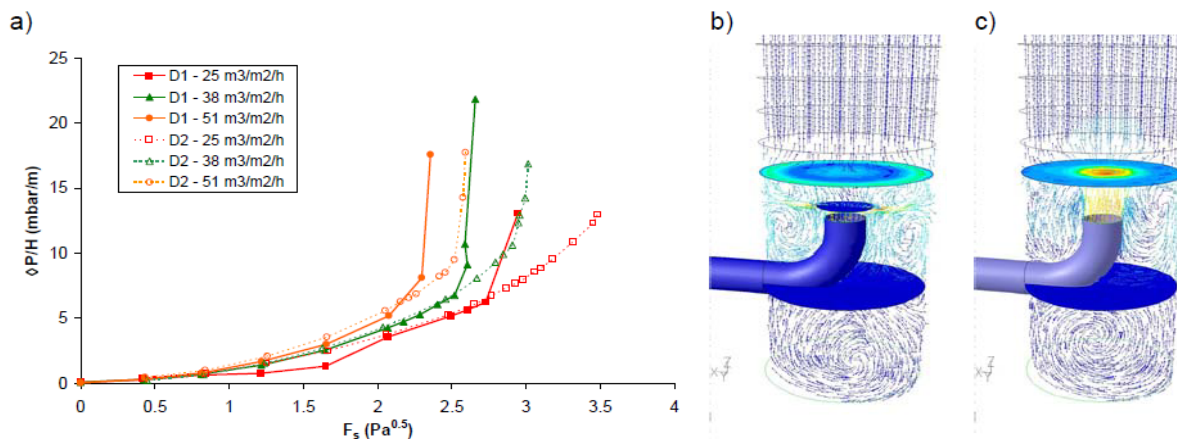 a)
b)
c)
◊ P/H (mbar/m)
25
20
15
10
5
0
D1 - 25 m3/m2/h
D1 - 38 m3/m2/h
D1 - 51 m3/m2/h
D2 - 25 m3/m2/h
D2 - 38 m3/m2/h
D2 - 51 m3/m2/h
0 0.5 1 1.5 2 2.5 3 3.5 4
Fs (Pa0.5)
X Y Z
X Y Z